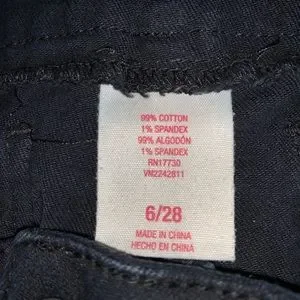 99% COTTON
1% SPANDEX
99% ALGODÓN
1% SPANDEX
RN17730
VN2242811
6/28
MADE IN CHINA
HECHO EN CHINA